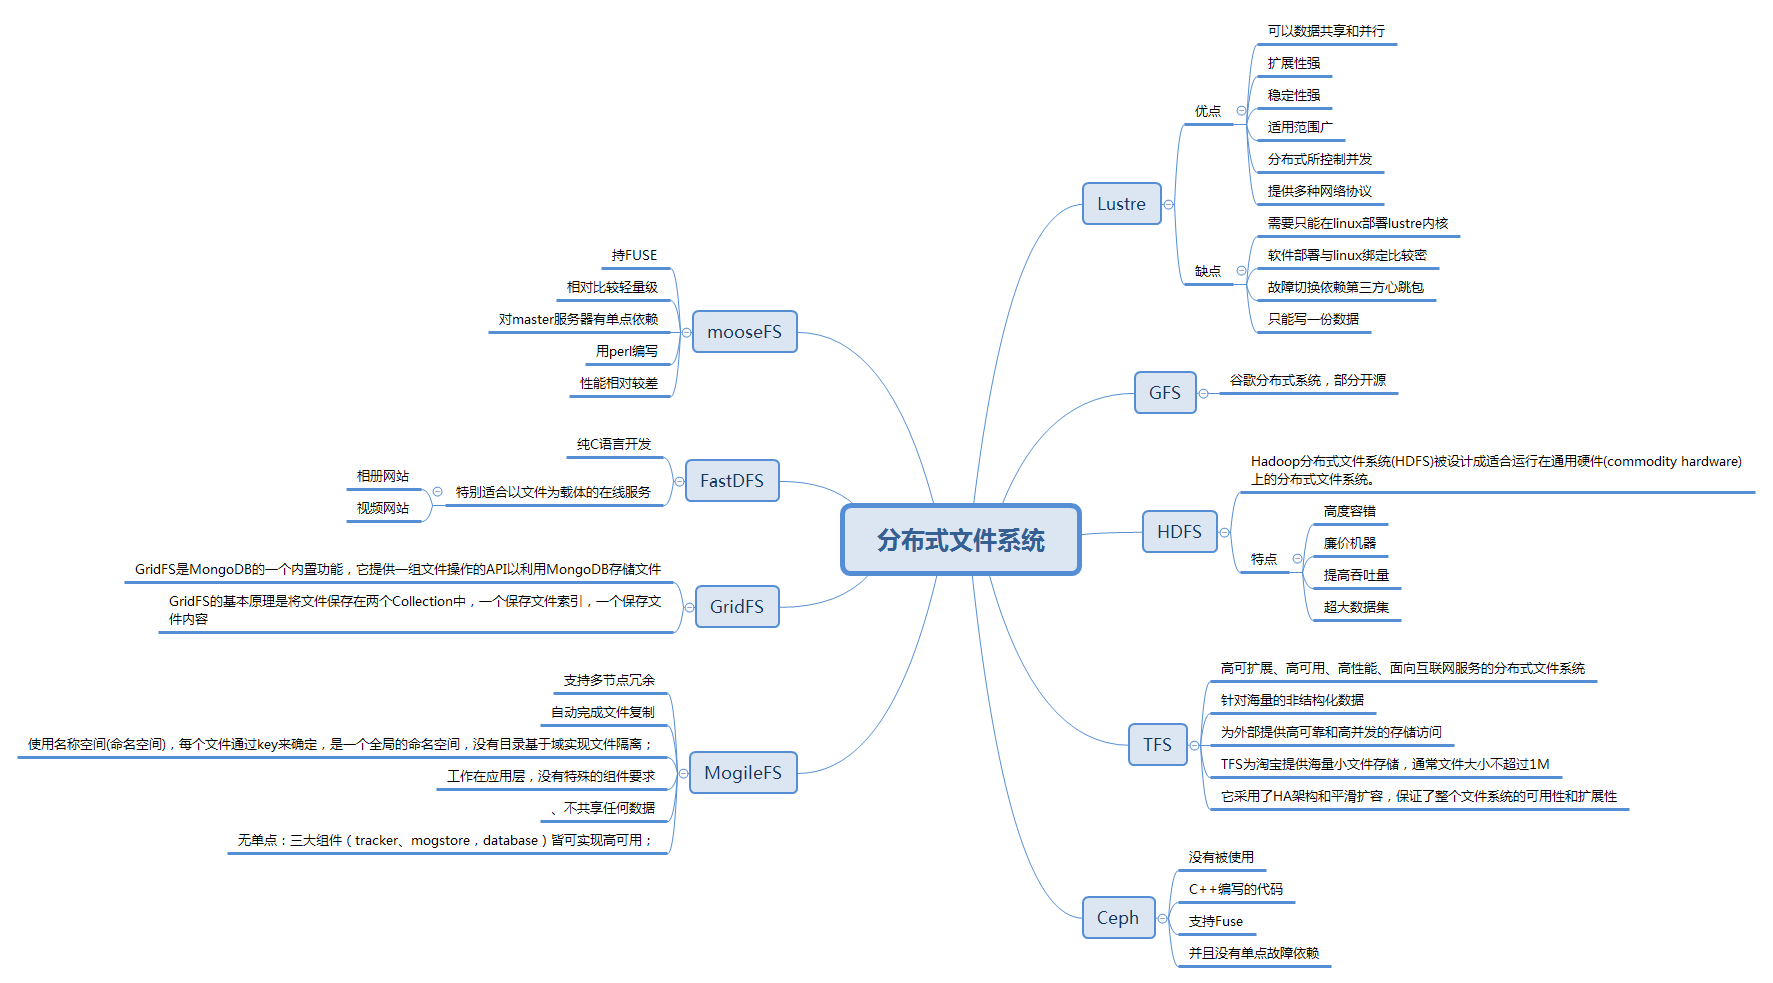 分布式文件系统
Lustre
优点
可以数据共享和并行
扩展性强
稳定性强
适用范围广
分布式所控制并发
提供多种网络协议
缺点
需要只能在linux部署lustre内核
软件部署与linux绑定比较密
故障切换依赖第三方心跳包
只能写一份数据
GFS
谷歌分布式系统，部分开源
HDFS
Hadoop分布式文件系统(HDFS)被设计成适合运行在通用硬件(commodity hardware)
上的分布式文件系统。
特点
高度容错
廉价机器
提高吞吐量
超大数据集
TFS
高可扩展、高可用、高性能、面向互联网服务的分布式文件系统
针对海量的非结构化数据
为外部提供高可靠和高并发的存储访问
TFS为淘宝提供海量小文件存储，通常文件大小不超过1M
它采用了HA架构和平滑扩容，保证了整个文件系统的可用性和扩展性
Ceph
没有被使用
C++编写的代码
支持Fuse
并且没有单点故障依赖
mooseFS
持FUSE
相对比较轻量级
对master服务器有单点依赖
用perl编写
性能相对较差
FastDFS
纯C语言开发
特别适合以文件为载体的在线服务
相册网站
视频网站
GridFS
GridFS是MongoDB的一个内置功能，它提供一组文件操作的API以利用MongoDB存储文件
GridFS的基本原理是将文件保存在两个Collection中，一个保存文件索引，一个保存文
件内容
MogileFS
支持多节点冗余
自动完成文件复制
使用名称空间(命名空间)，每个文件通过key来确定，是一个全局的命名空间，没有目录基于域实现文件隔离；
工作在应用层，没有特殊的组件要求
、不共享任何数据
无单点：三大组件（tracker、mogstore，database）皆可实现高可用；